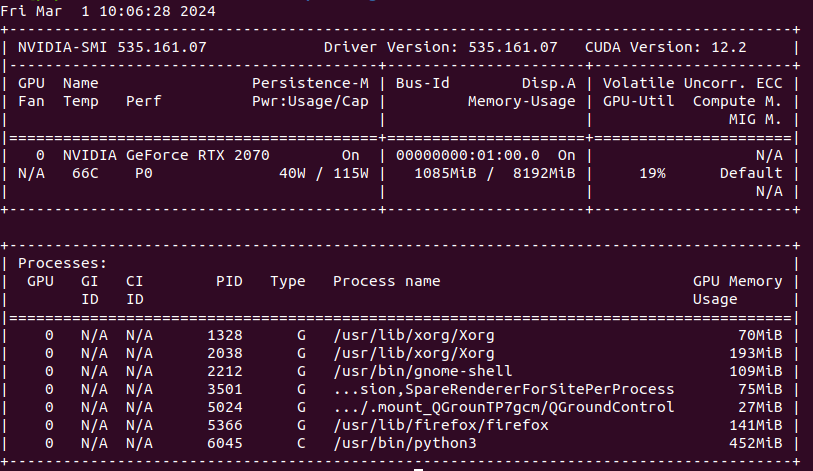 Fri Mar  1 10:06:28 2024
+---------------------------------------------------------------------------------------+
| NVIDIA-SMI 535.161.07             Driver Version: 535.161.07   CUDA Version: 12.2     |
|-----------------------------------------+----------------------+----------------------+
| GPU  Name                 Persistence-M | Bus-Id        Disp.A | Volatile Uncorr. ECC |
| Fan  Temp   Perf          Pwr:Usage/Cap |         Memory-Usage | GPU-Util  Compute M. |
|                                         |                      |               MIG M. |
|=========================================+======================+======================|
|   0  NVIDIA GeForce RTX 2070        On  | 00000000:01:00.0  On |                  N/A |
| N/A   66C    P0              40W / 115W |   1085MiB /  8192MiB |     19%      Default |
|                                         |                      |                  N/A |
+-----------------------------------------+----------------------+----------------------+
+---------------------------------------------------------------------------------------+
| Processes:                                                                            |
|  GPU   GI   CI        PID   Type   Process name                            GPU Memory |
|        ID   ID                                                             Usage      |
|=======================================================================================|
|    0   N/A  N/A      1328      G   /usr/lib/xorg/Xorg                           70MiB |
|    0   N/A  N/A      2038      G   /usr/lib/xorg/Xorg                          193MiB |
|    0   N/A  N/A      2212      G   /usr/bin/gnome-shell                        109MiB |
|    0   N/A  N/A      3501      G   ...sion,SpareRendererForSitePerProcess       75MiB |
|    0   N/A  N/A      5024      G   .../.mount_QGrounTP7gcm/QGroundControl       27MiB |
|    0   N/A  N/A      5366      G   /usr/lib/firefox/firefox                    141MiB |
|    0   N/A  N/A      6045      C   /usr/bin/python3                            452MiB |
+---------------------------------------------------------------------------------------+